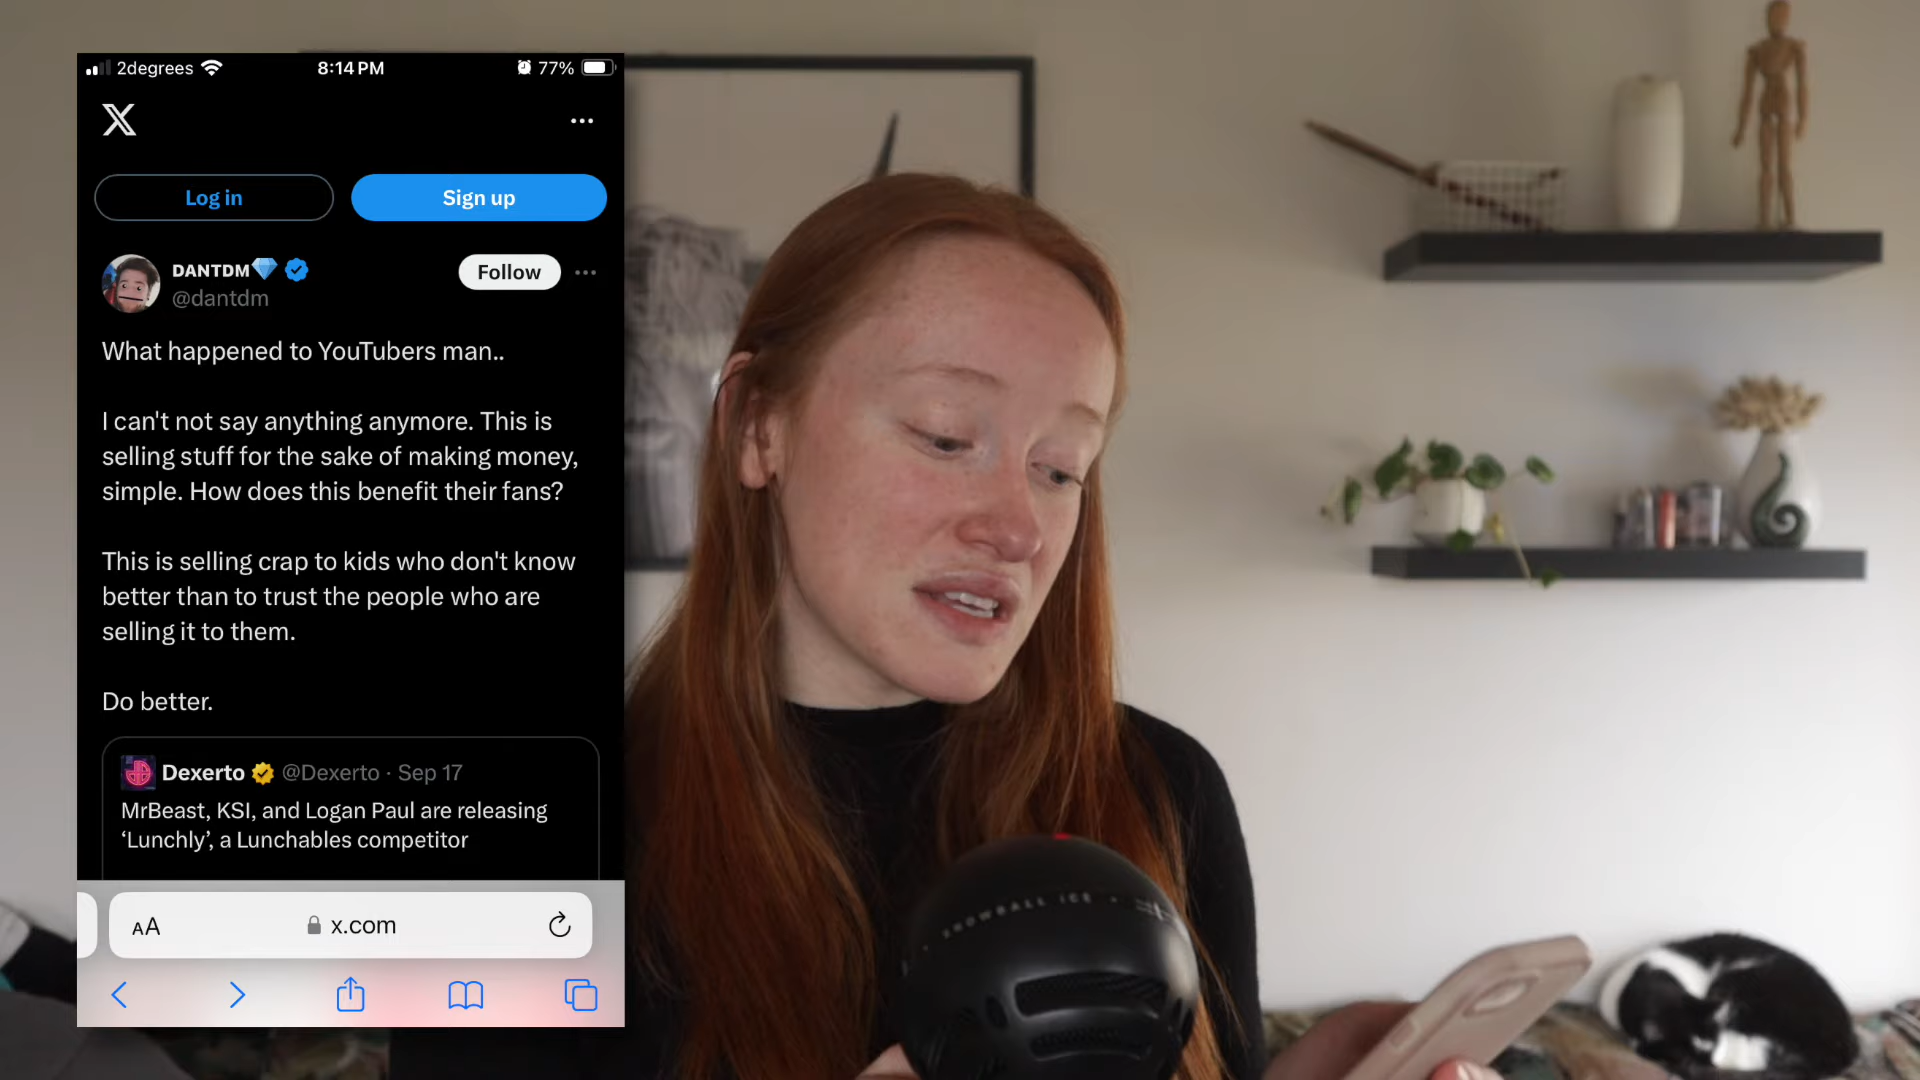 2degrees 8:14 PM 77%
X
Log in Sign up
DANTDM
@dantdm
Follow
What happened to YouTubers man..
I can't not say anything anymore. This is
selling stuff for the sake of making money,
simple. How does this benefit their fans?
This is selling crap to kids who don't know
better than to trust the people who are
selling it to them.
Do better.
Dexerto @Dexerto · Sep 17
MrBeast, KSI, and Logan Paul are releasing
‘Lunchly’, a Lunchables competitor
AA x.com
SNOWBALL ICE